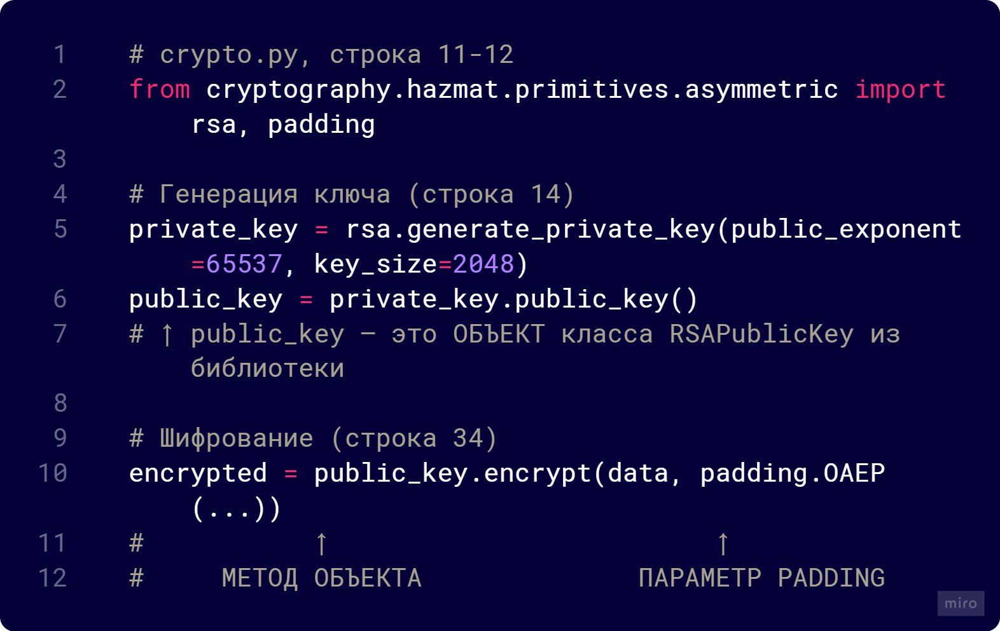 1 # crypto.py, строка 11-12
2 from cryptography.hazmat.primitives.asymmetric import
rsa, padding
3
4 # Генерация ключа (строка 14)
5 private_key = rsa.generate_private_key(public_exponent
=65537, key_size=2048)
6 public_key = private_key.public_key()
7 # ↑ public_key — это ОБЪЕКТ класса RSAPublicKey из
библиотеки
8
9 # Шифрование (строка 34)
10 encrypted = public_key.encrypt(data, padding.OAEP
(...))
11 #           ↑                         ↑
12 #     МЕТОД ОБЪЕКТА              ПАРАМЕТР PADDING
miro